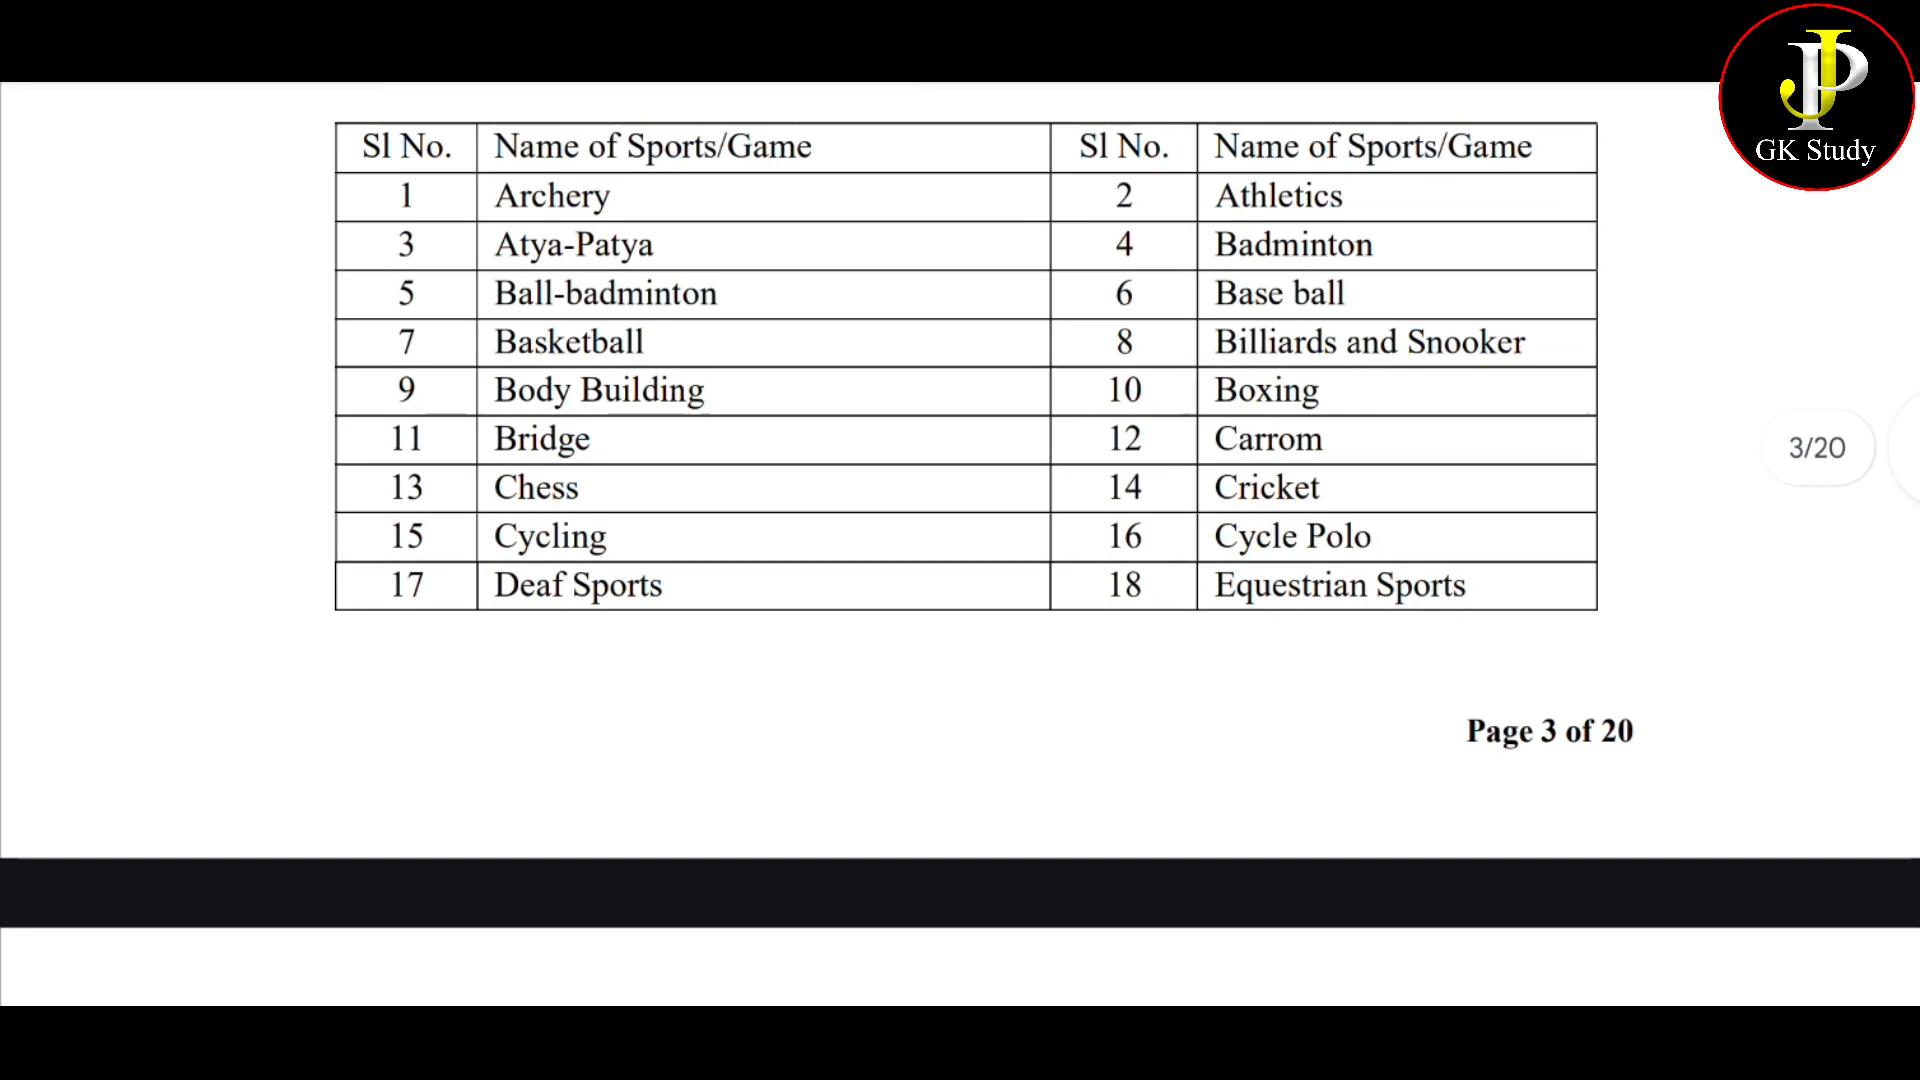 JP
GK Study
Sl No. Name of Sports/Game Sl No. Name of Sports/Game
1 Archery 2 Athletics
3 Atya-Patya 4 Badminton
5 Ball-badminton 6 Base ball
7 Basketball 8 Billiards and Snooker
9 Body Building 10 Boxing
11 Bridge 12 Carrom
13 Chess 14 Cricket
15 Cycling 16 Cycle Polo
17 Deaf Sports 18 Equestrian Sports
3/20
Page 3 of 20